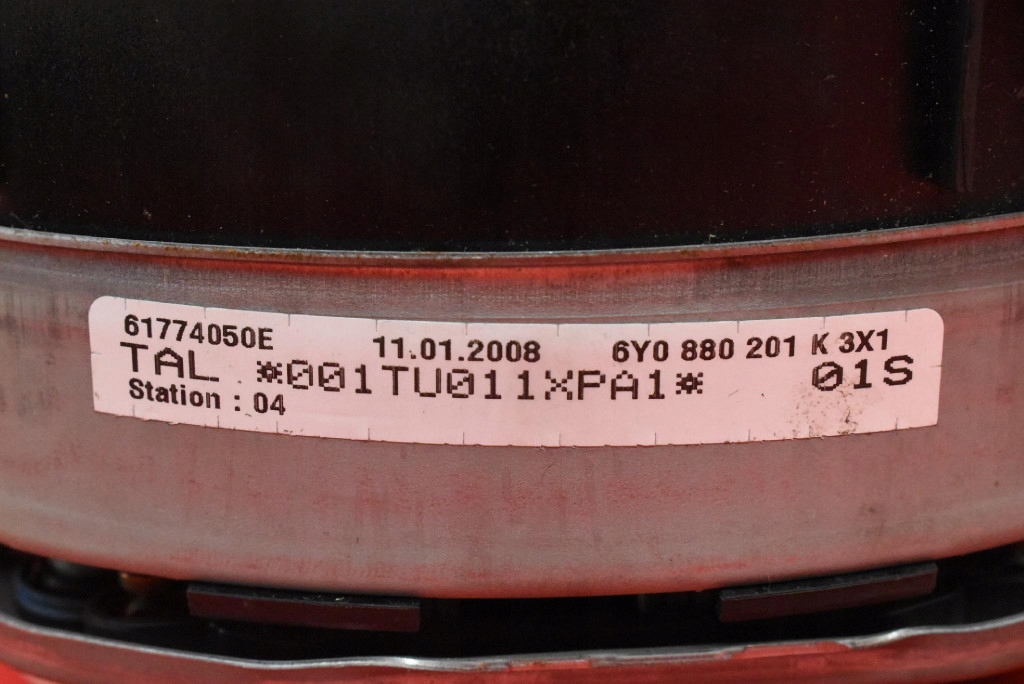 61774050E 11.01.2008 6Y0 880 201 K 3X1
TAL *001TU011XPA1* 01S
Station : 04